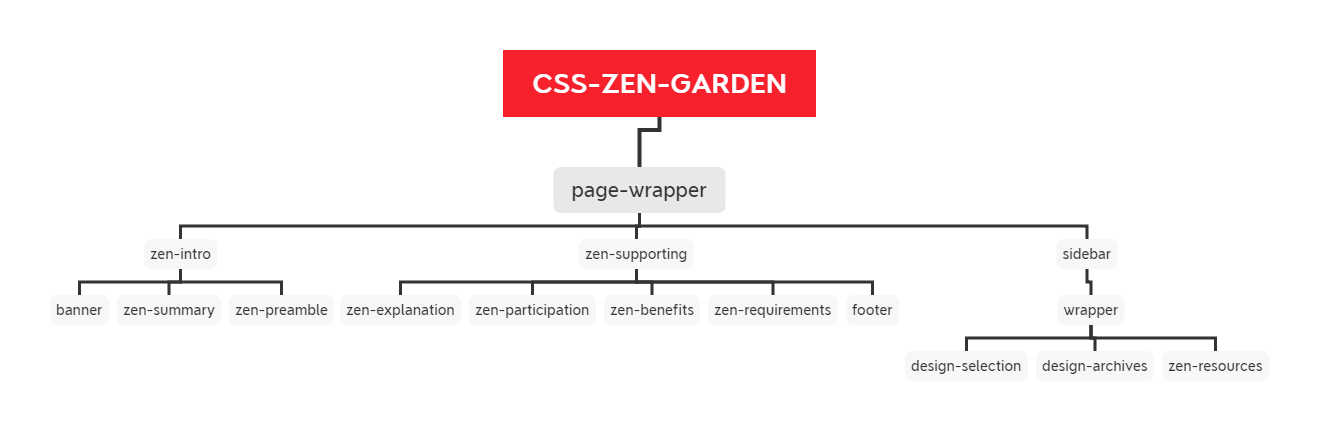 CSS-ZEN-GARDEN
page-wrapper
zen-intro zen-supporting sidebar
banner zen-summary zen-preamble zen-explanation zen-participation zen-benefits zen-requirements footer wrapper
design-selection design-archives zen-resources